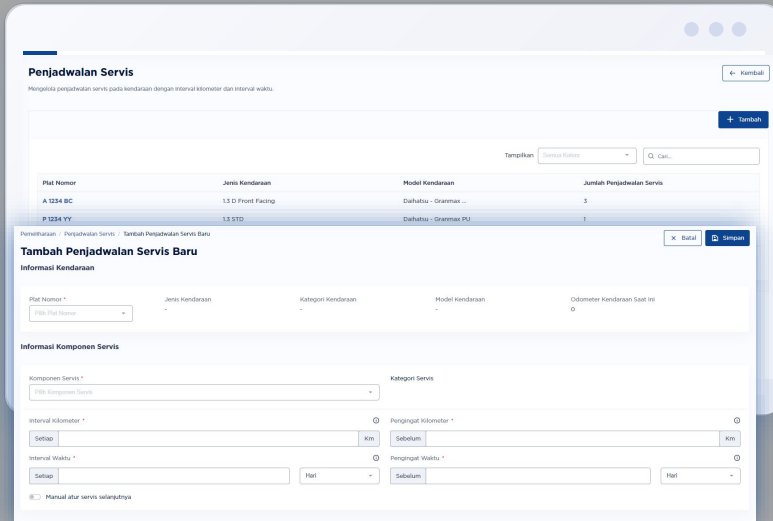 Penjadwalan Servis
← Kembali
Mengelola penjadwalan servis pada kendaraan dengan interval kilometer dan interval waktu.
+ Tambah
Tampilkan Semua Kolom Cari...
Plat Nomor Jenis Kendaraan Model Kendaraan Jumlah Penjadwalan Servis
A 1234 BC 1.3 D Front Facing Daihatsu - Granmax ... 3
P 1234 YY 1.3 STD Daihatsu - Granmax PU 1
Pemeliharaan / Penjadwalan Servis / Tambah Penjadwalan Servis Baru
× Batal Simpan
Tambah Penjadwalan Servis Baru
Informasi Kendaraan
Plat Nomor * Jenis Kendaraan Kategori Kendaraan Model Kendaraan Odometer Kendaraan Saat Ini
Pilih Plat Nomor - - - 0
Informasi Komponen Servis
Komponen Servis * Kategori Servis
Pilih Komponen Servis
Interval Kilometer * Pengingat Kilometer *
Setiap Km Sebelum Km
Interval Waktu * Pengingat Waktu *
Setiap Hari Sebelum Hari
Manual atur servis selanjutnya